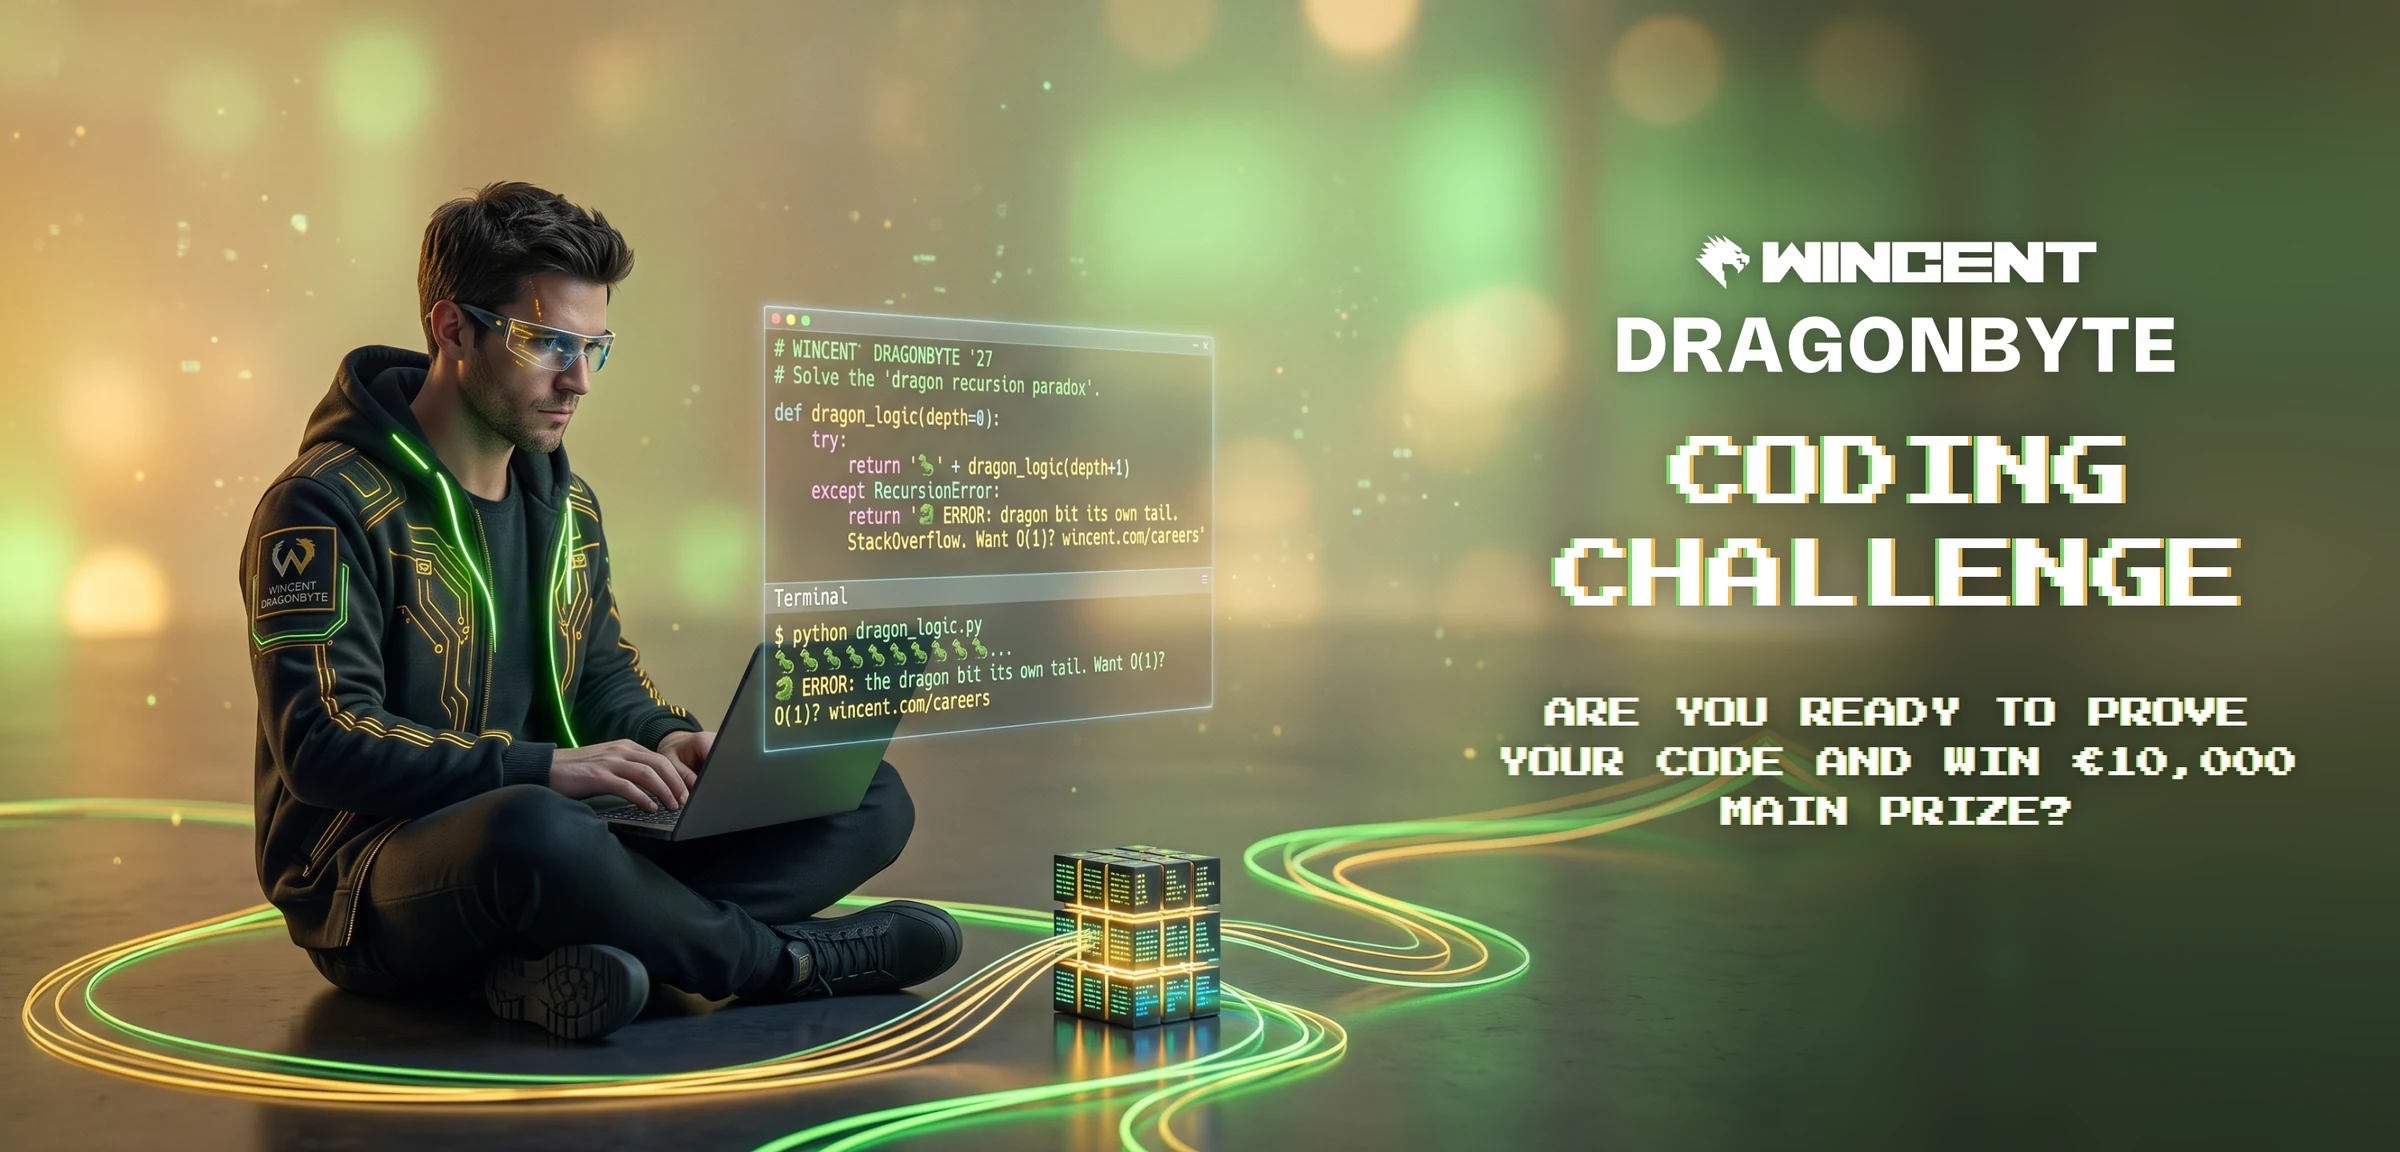 WINCENT
DRAGONBYTE
CODING
CHALLENGE
ARE YOU READY TO PROVE
YOUR CODE AND WIN €10,000
MAIN PRIZE?
# WINCENT DRAGONBYTE '27
# Solve the 'dragon recursion paradox'.
def dragon_logic(depth=0):
try:
return '🐉' + dragon_logic(depth+1)
except RecursionError:
return '🐲 ERROR: dragon bit its own tail.
StackOverflow. Want O(1)? wincent.com/careers'
Terminal
$ python dragon_logic.py
🐉🐉🐉🐉🐉🐉🐉🐉🐉🐉...
🐲 ERROR: the dragon bit its own tail. Want O(1)?
O(1)? wincent.com/careers
W
WINCENT
DRAGONBYTE